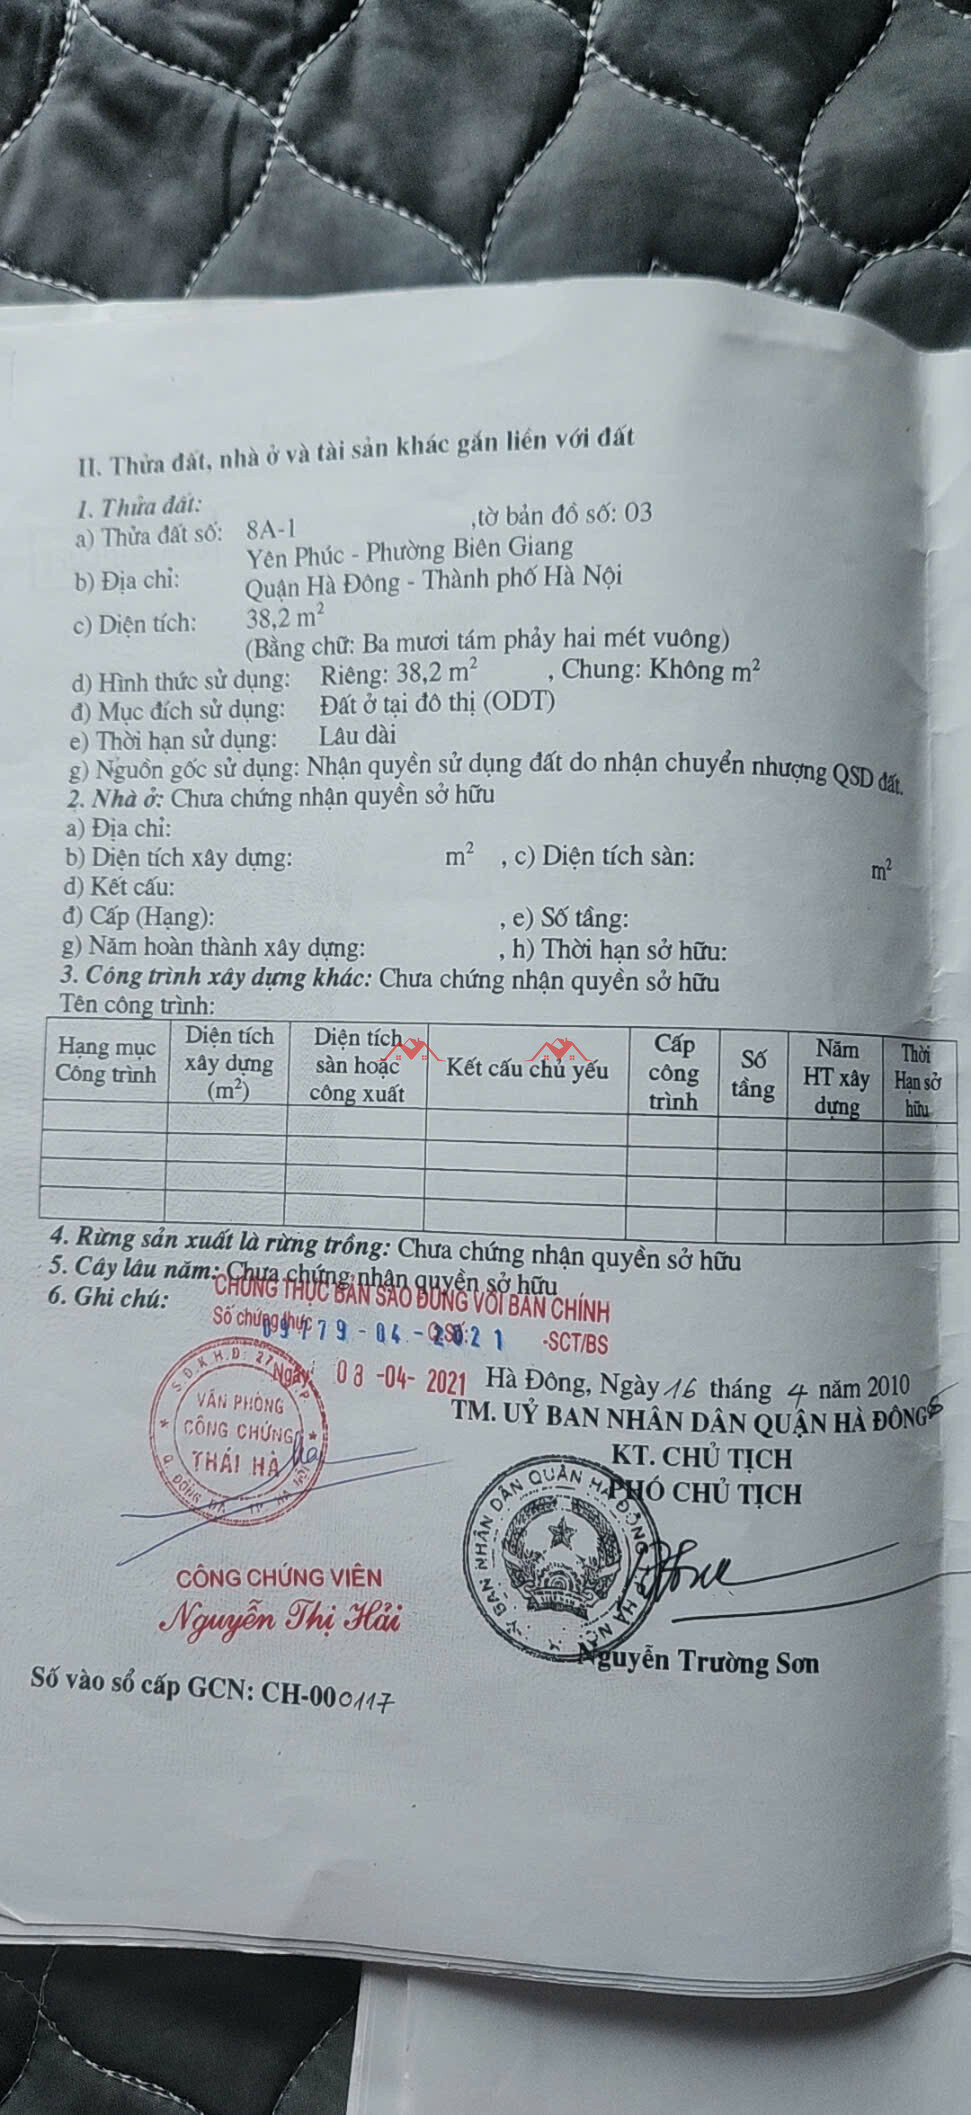 II. Thửa đất, nhà ở và tài sản khác gắn liền với đất
1. Thửa đất:
a) Thửa đất số: 8A-1 ,tờ bản đồ số: 03
b) Địa chỉ: Yên Phúc - Phường Biên Giang
Quận Hà Đông - Thành phố Hà Nội
c) Diện tích: 38,2 m²
(Bằng chữ: Ba mươi tám phảy hai mét vuông)
d) Hình thức sử dụng: Riêng: 38,2 m² , Chung: Không m²
đ) Mục đích sử dụng: Đất ở tại đô thị (ODT)
e) Thời hạn sử dụng: Lâu dài
g) Nguồn gốc sử dụng: Nhận quyền sử dụng đất do nhận chuyển nhượng QSD đất.
2. Nhà ở: Chưa chứng nhận quyền sở hữu
a) Địa chỉ:
b) Diện tích xây dựng: m² , c) Diện tích sàn: m²
d) Kết cấu:
đ) Cấp (Hạng): , e) Số tầng:
g) Năm hoàn thành xây dựng: , h) Thời hạn sở hữu:
3. Công trình xây dựng khác: Chưa chứng nhận quyền sở hữu
Tên công trình:
Hạng mục Công trình
Diện tích xây dựng (m²)
Diện tích sàn hoặc công xuất
Kết cấu chủ yếu
Cấp công trình
Số tầng
Năm HT xây dựng
Thời Hạn sở hữu
4. Rừng sản xuất là rừng trồng: Chưa chứng nhận quyền sở hữu
5. Cây lâu năm: Chưa chứng nhận quyền sở hữu
6. Ghi chú:
CHỨNG THỰC BẢN SAO ĐÚNG VỚI BẢN CHÍNH
Số chứng thực -SCT/BS
Ngày 03 -04- 2021
Hà Đông, Ngày 16 tháng 4 năm 2010
TM. UỶ BAN NHÂN DÂN QUẬN HÀ ĐÔNG
KT. CHỦ TỊCH
PHÓ CHỦ TỊCH
VĂN PHÒNG
CÔNG CHỨNG
THÁI HÀ
CÔNG CHỨNG VIÊN
Nguyễn Thị Hải
Nguyễn Trường Sơn
Số vào sổ cấp GCN: CH-000117